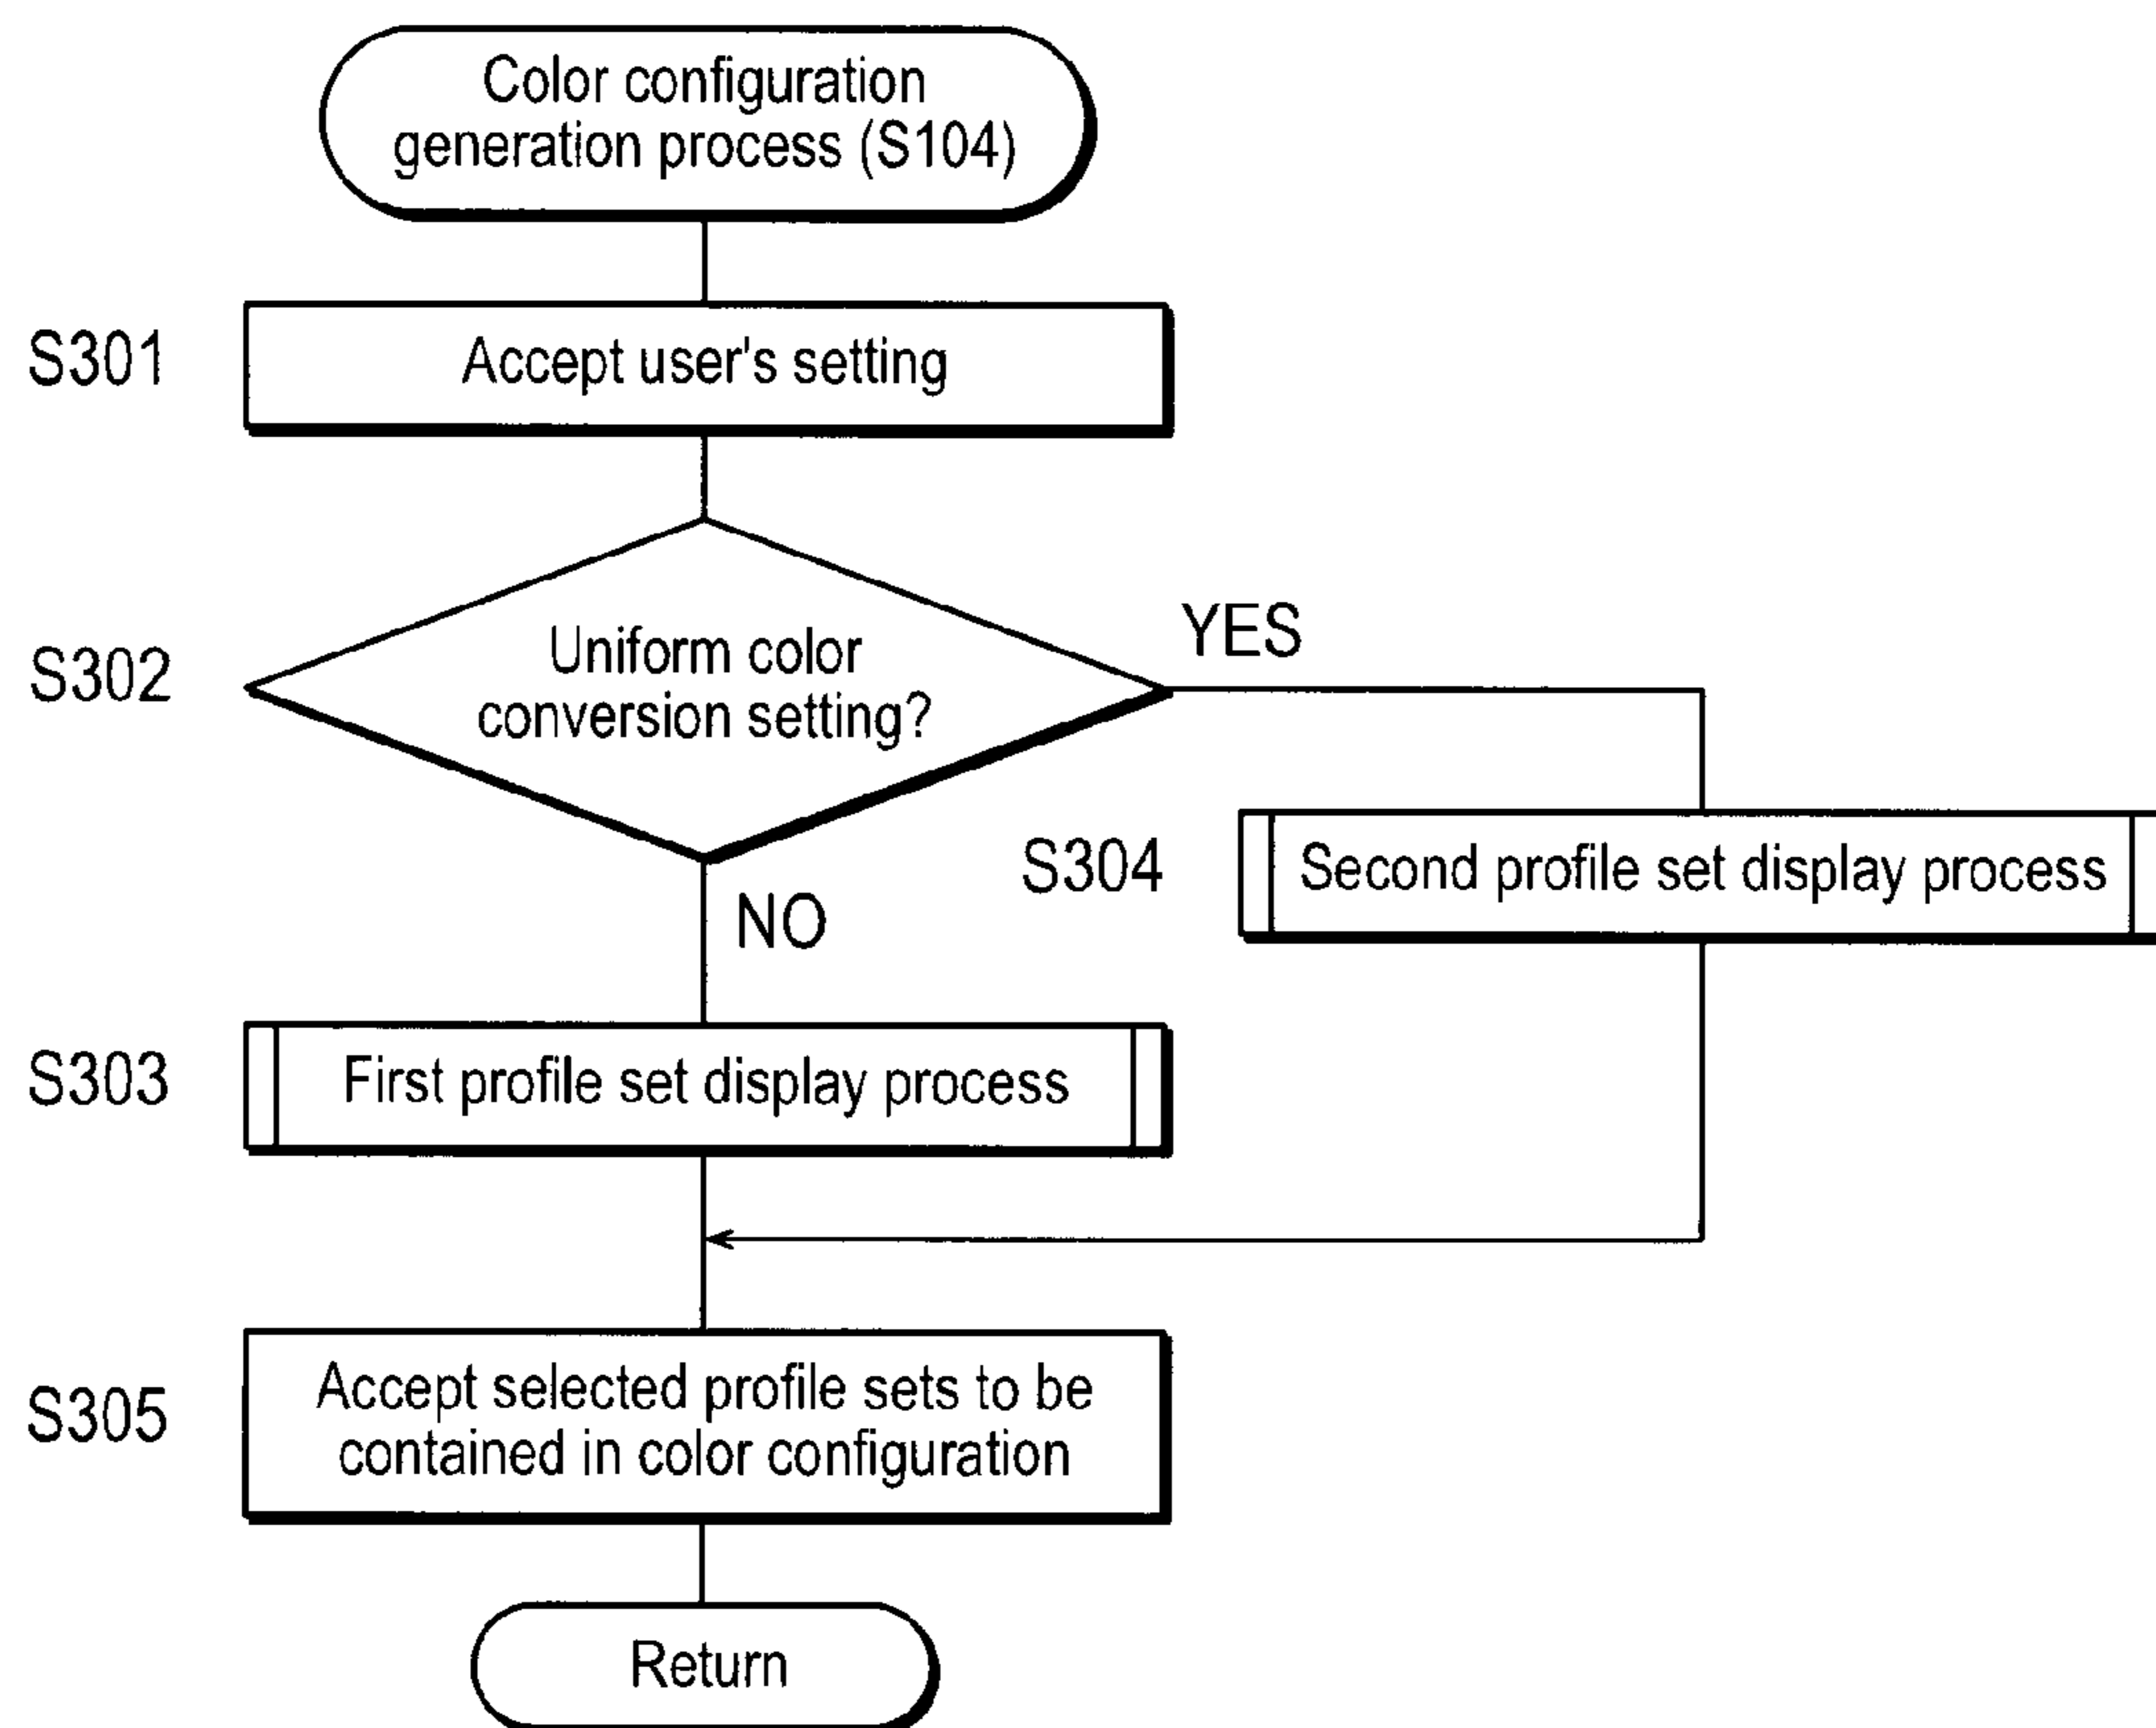 Color configuration
generation process (S104)
S301
Accept user's setting
S302
Uniform color
conversion setting?
YES
S304
Second profile set display process
NO
S303
First profile set display process
S305
Accept selected profile sets to be
contained in color configuration
Return